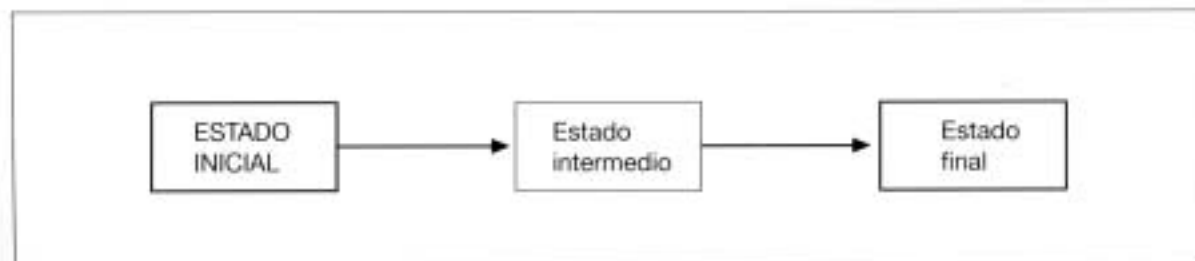 ESTADO
INICIAL
Estado
intermedio
Estado
final